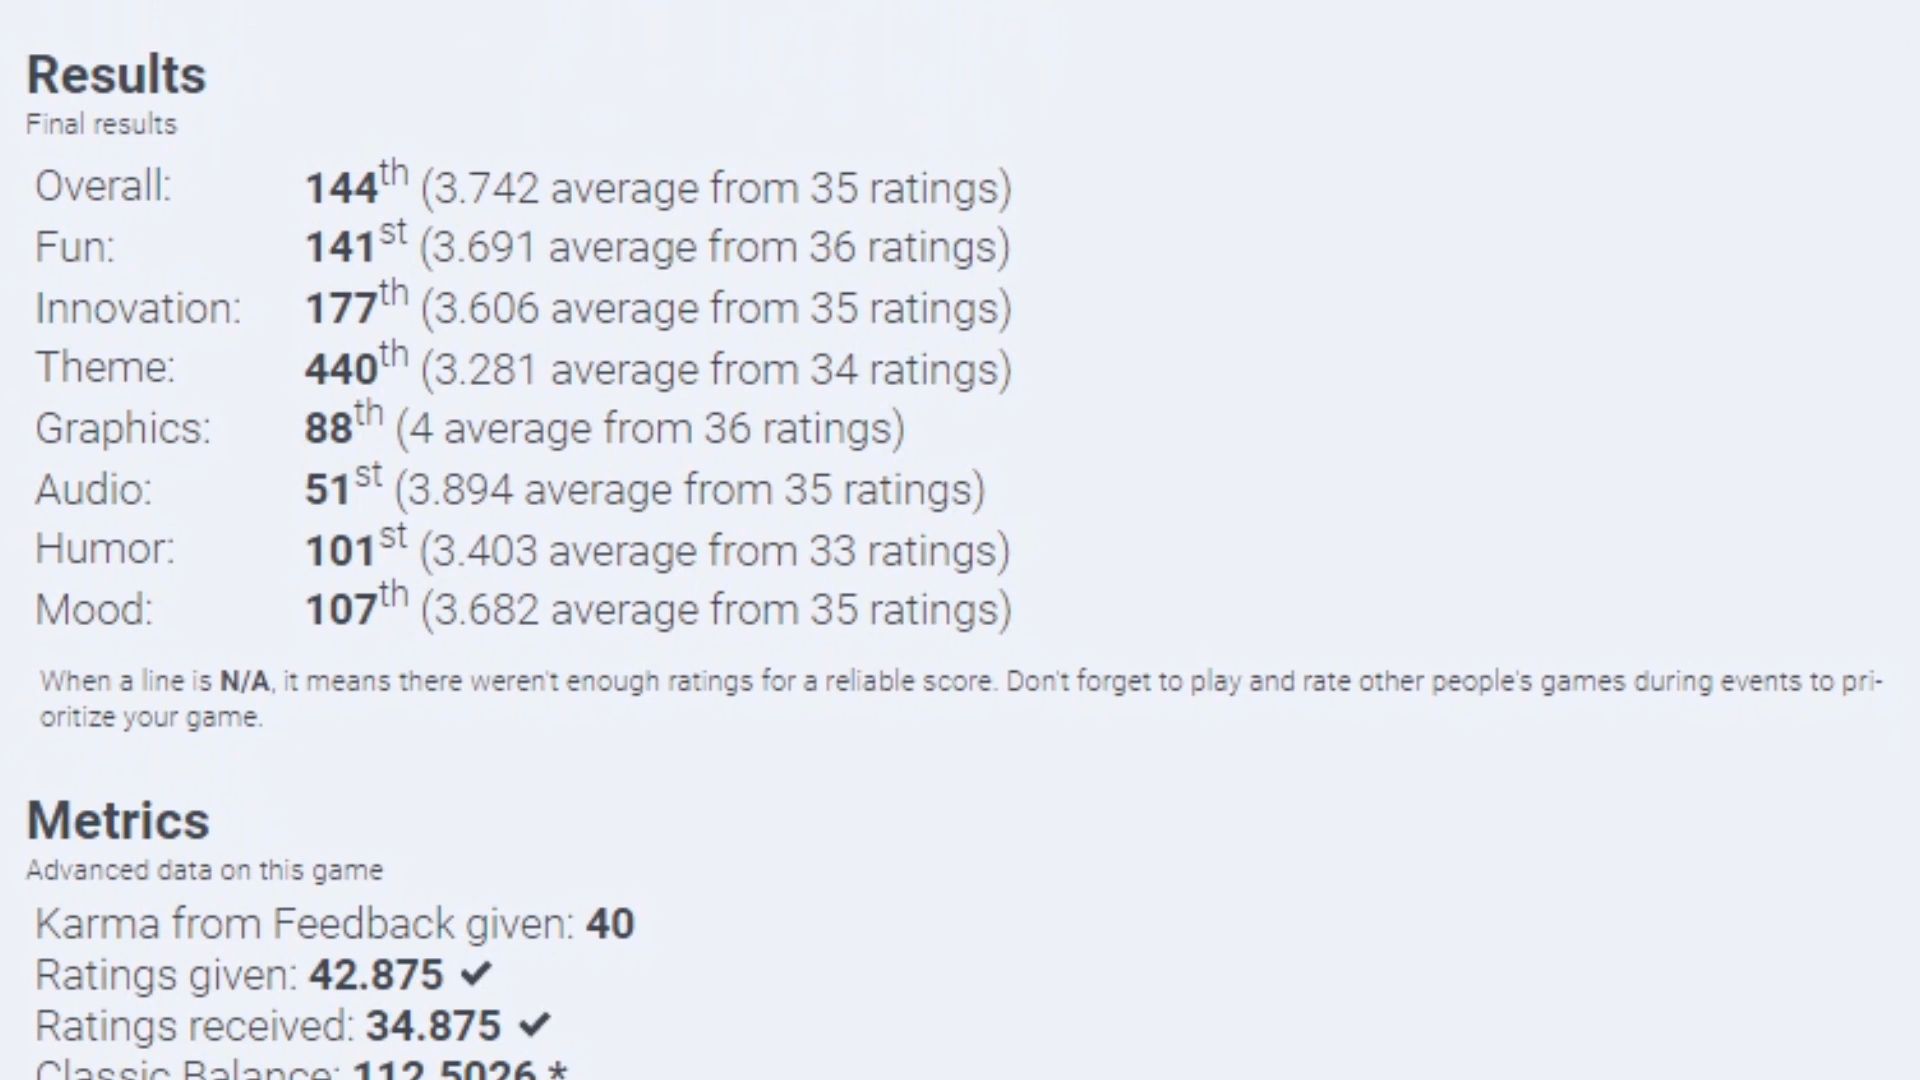 Results
Final results
Overall: 144th (3.742 average from 35 ratings)
Fun: 141st (3.691 average from 36 ratings)
Innovation: 177th (3.606 average from 35 ratings)
Theme: 440th (3.281 average from 34 ratings)
Graphics: 88th (4 average from 36 ratings)
Audio: 51st (3.894 average from 35 ratings)
Humor: 101st (3.403 average from 33 ratings)
Mood: 107th (3.682 average from 35 ratings)
When a line is N/A, it means there weren't enough ratings for a reliable score. Don't forget to play and rate other people's games during events to pri-
oritize your game.
Metrics
Advanced data on this game
Karma from Feedback given: 40
Ratings given: 42.875 ✔
Ratings received: 34.875 ✔
Classic Balance: 112.5026 *